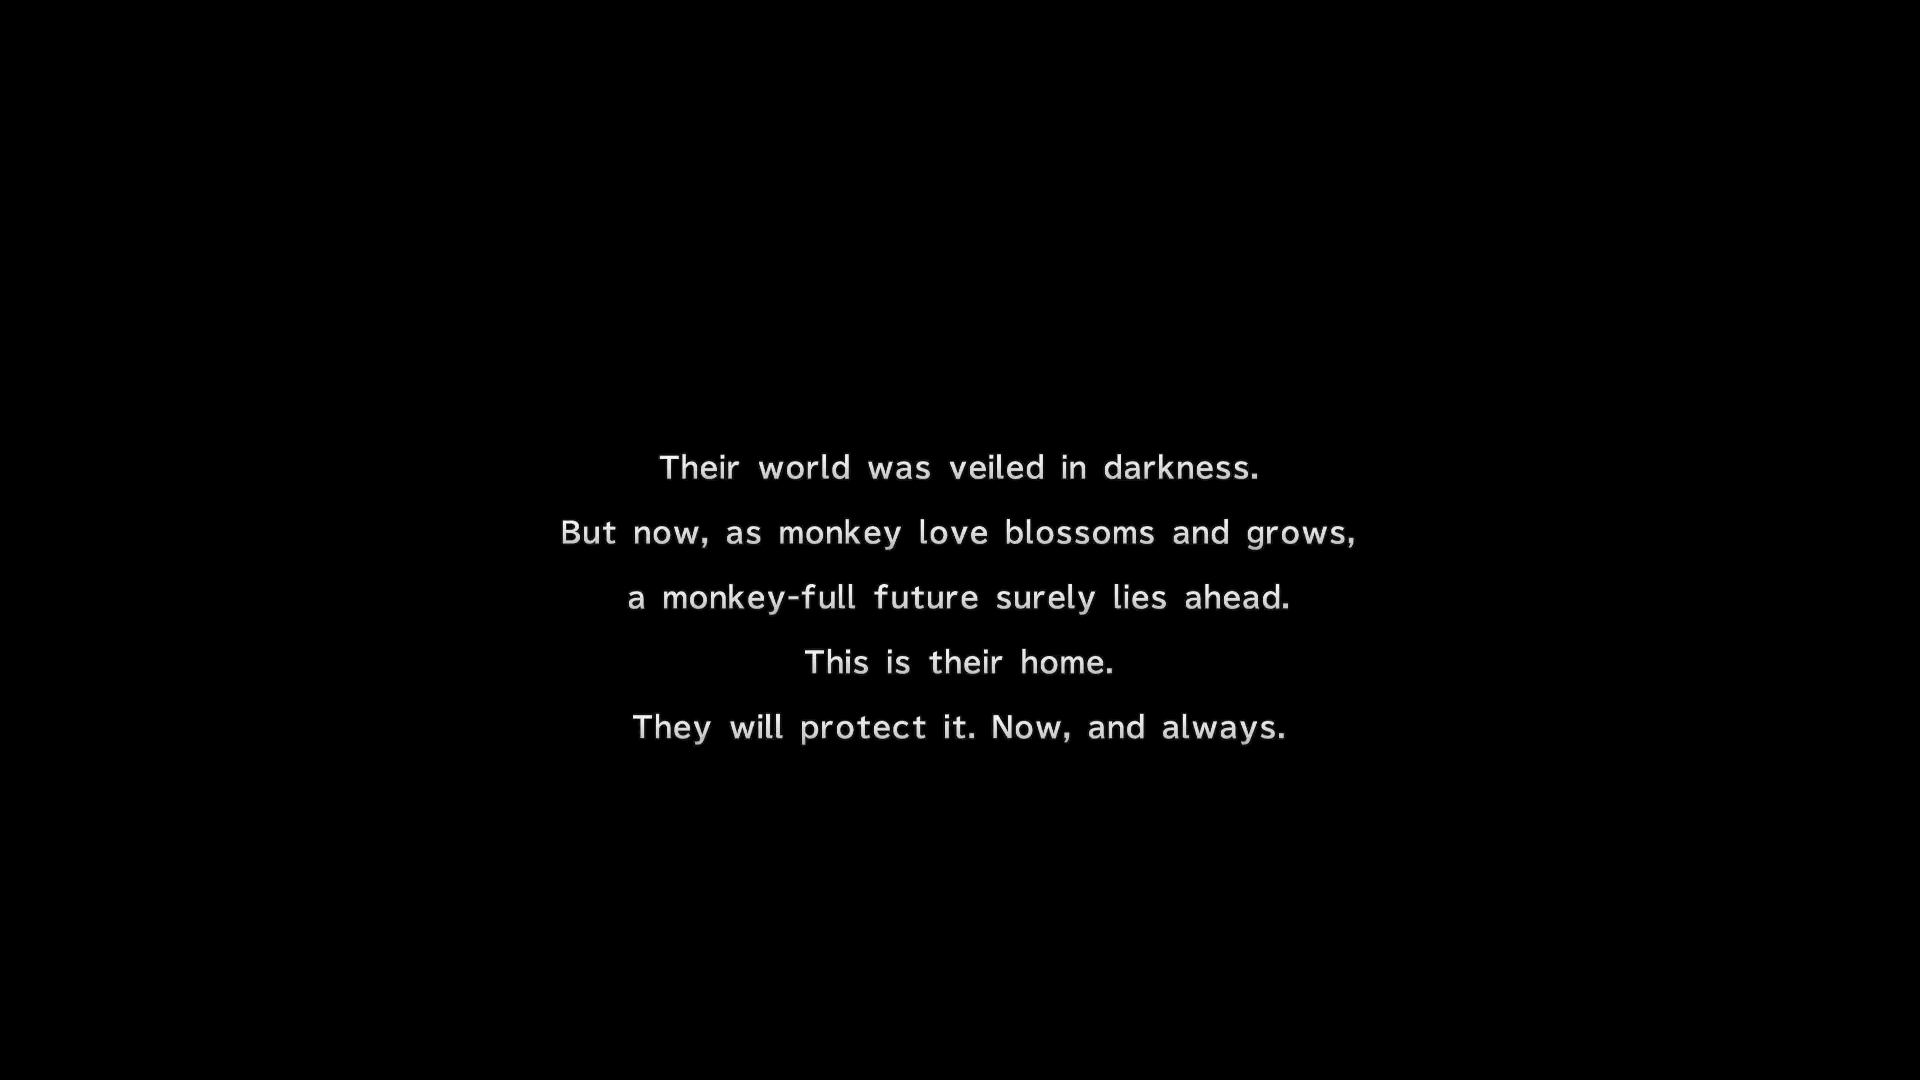 Their world was veiled in darkness.
But now, as monkey love blossoms and grows,
a monkey-full future surely lies ahead.
This is their home.
They will protect it. Now, and always.